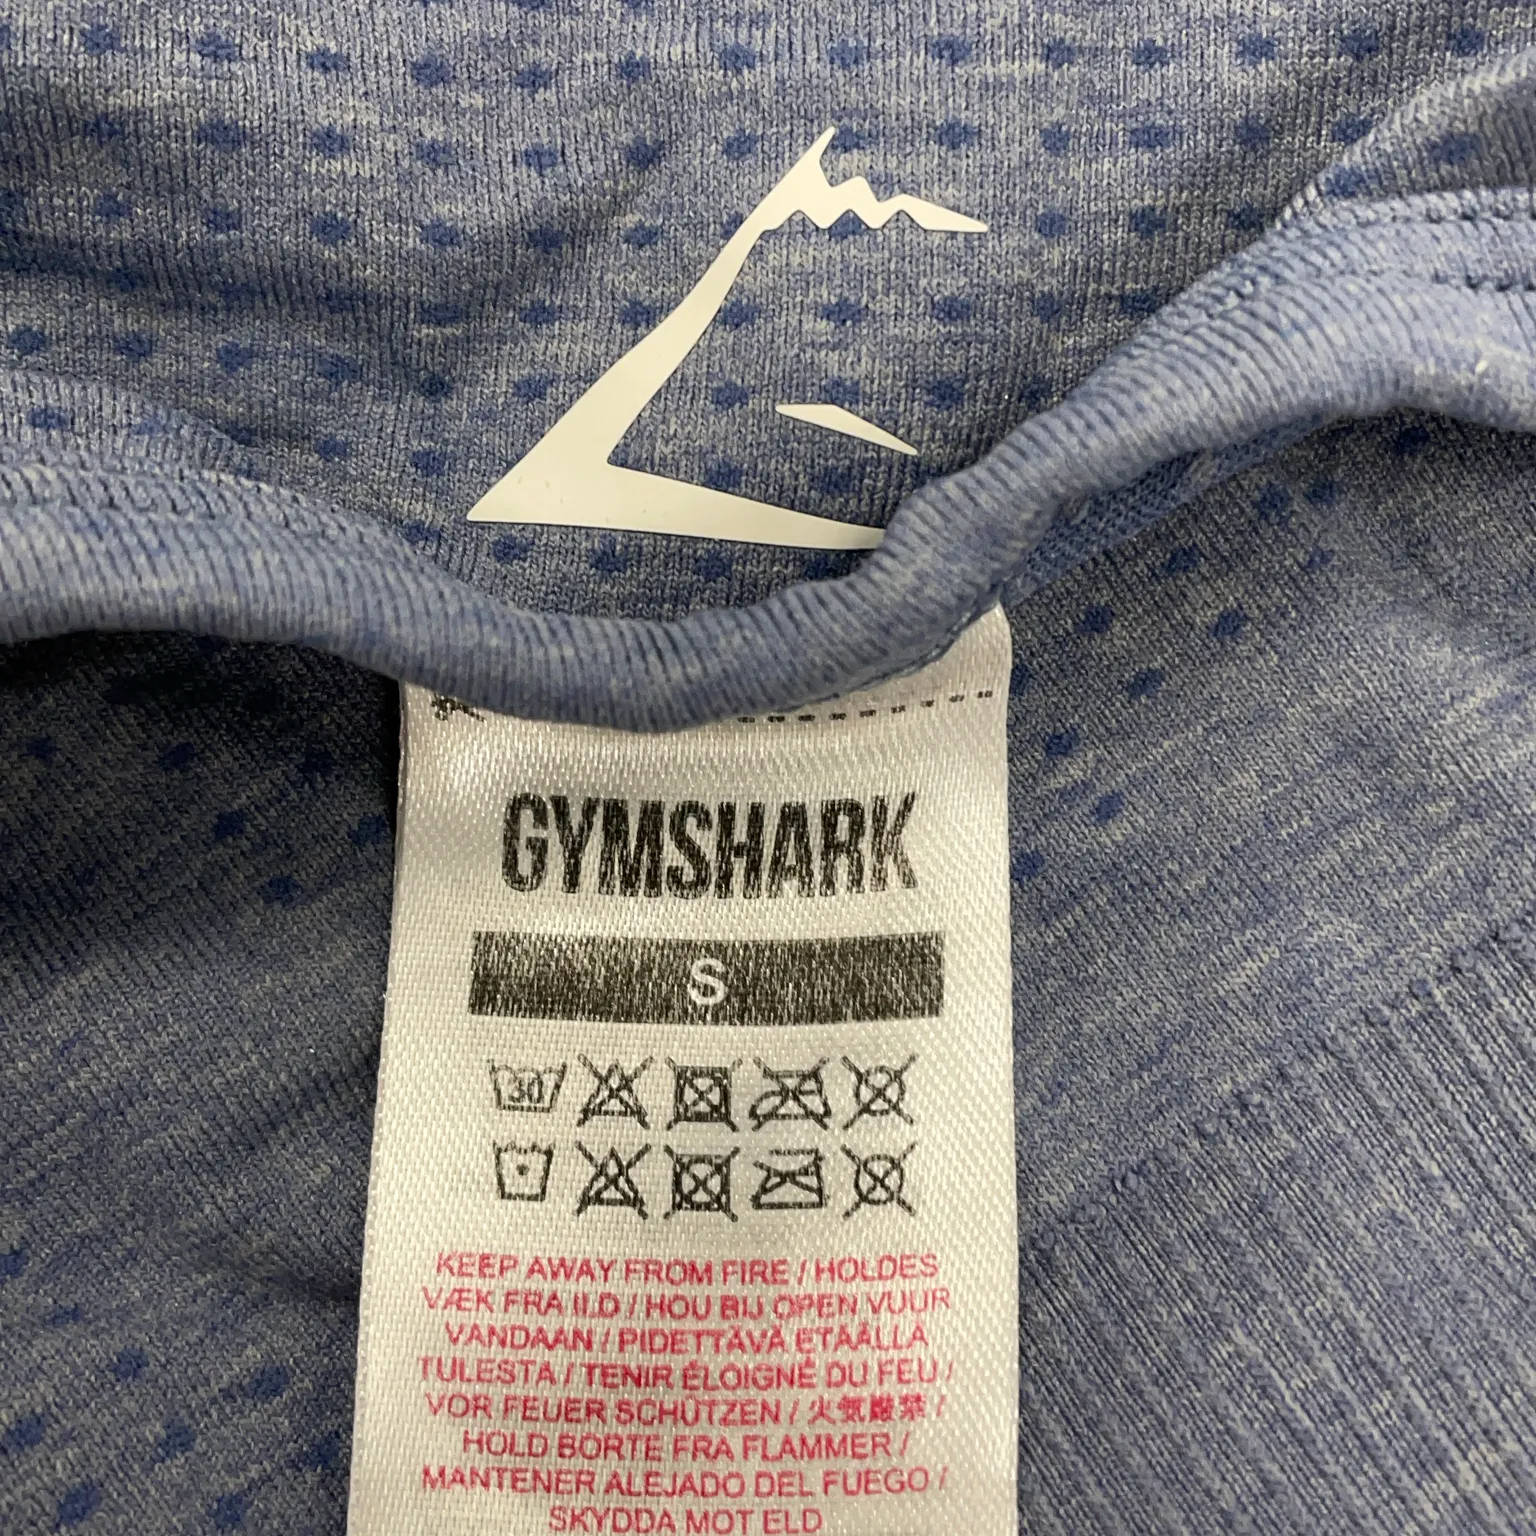 GYMSHARK
S
30
KEEP AWAY FROM FIRE / HOLDES
VÆK FRA ILD / HOU BIJ OPEN VUUR
VANDAAN / PIDETTÄVÄ ETÄÄLLÄ
TULESTA / TENIR ÉLOIGNÉ DU FEU /
VOR FEUER SCHÜTZEN / 火気厳禁 /
HOLD BORTE FRA FLAMMER /
MANTENER ALEJADO DEL FUEGO /
SKYDDA MOT ELD